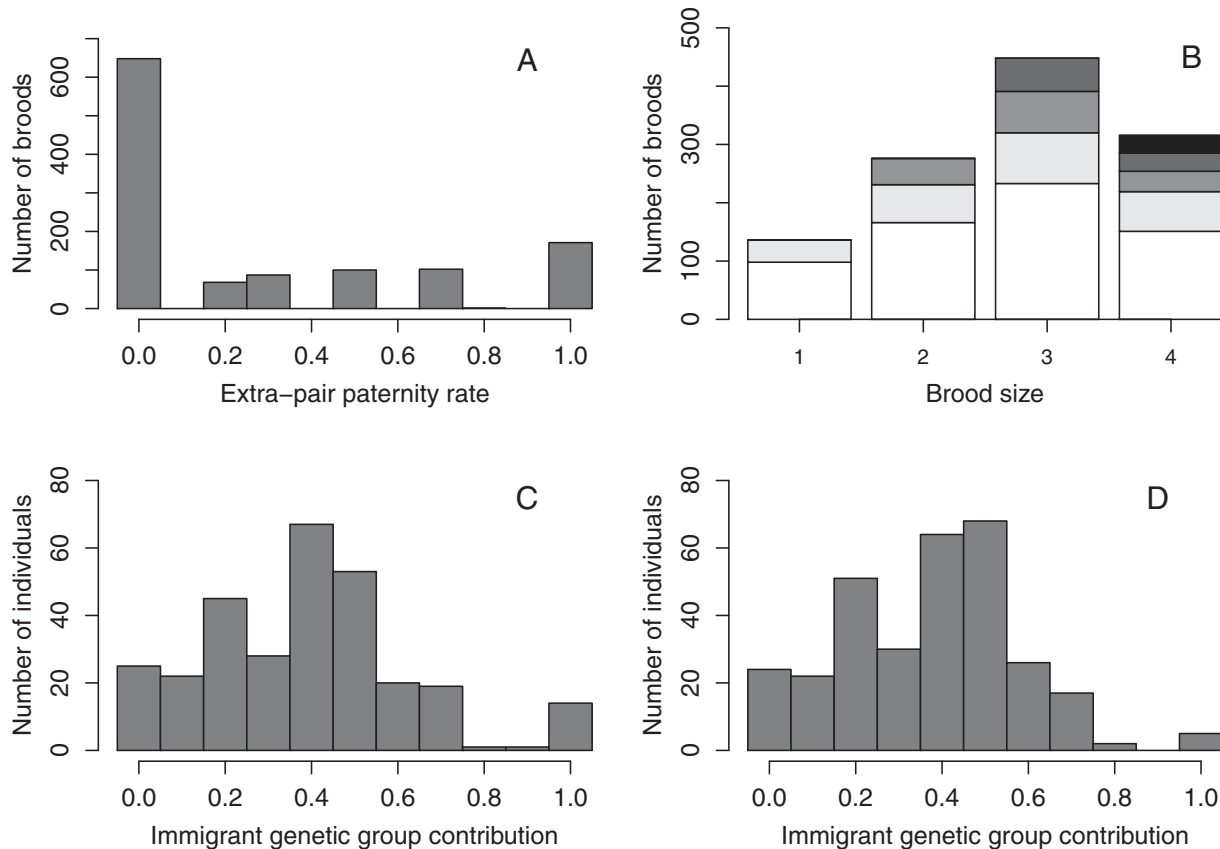 A
Number of broods
0 200 400 600
0.0 0.2 0.4 0.6 0.8 1.0
Extra−pair paternity rate
B
Number of broods
0 100 300 500
1 2 3 4
Brood size
C
Number of individuals
0 20 40 60 80
0.0 0.2 0.4 0.6 0.8 1.0
Immigrant genetic group contribution
D
Number of individuals
0 20 40 60 80
0.0 0.2 0.4 0.6 0.8 1.0
Immigrant genetic group contribution